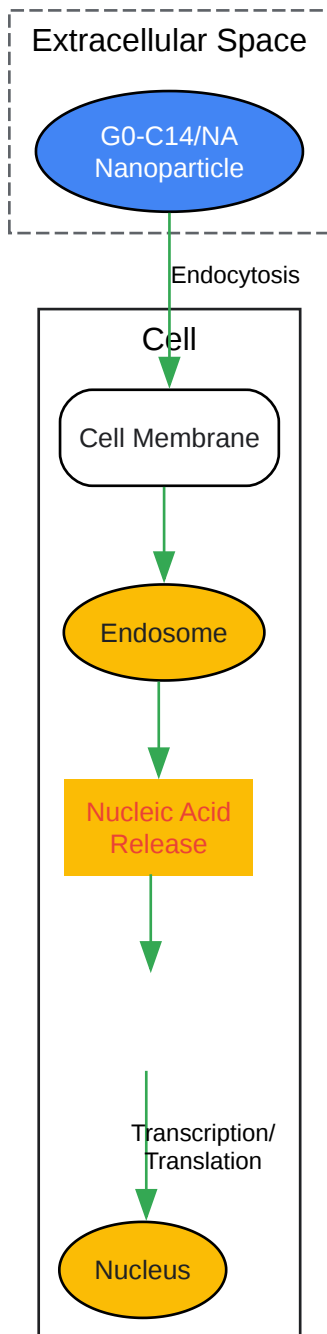 Extracellular Space
G0-C14/NA
Nanoparticle
Endocytosis
Cell
Cell Membrane
Endosome
Nucleic Acid
Release
Transcription/
Translation
Nucleus